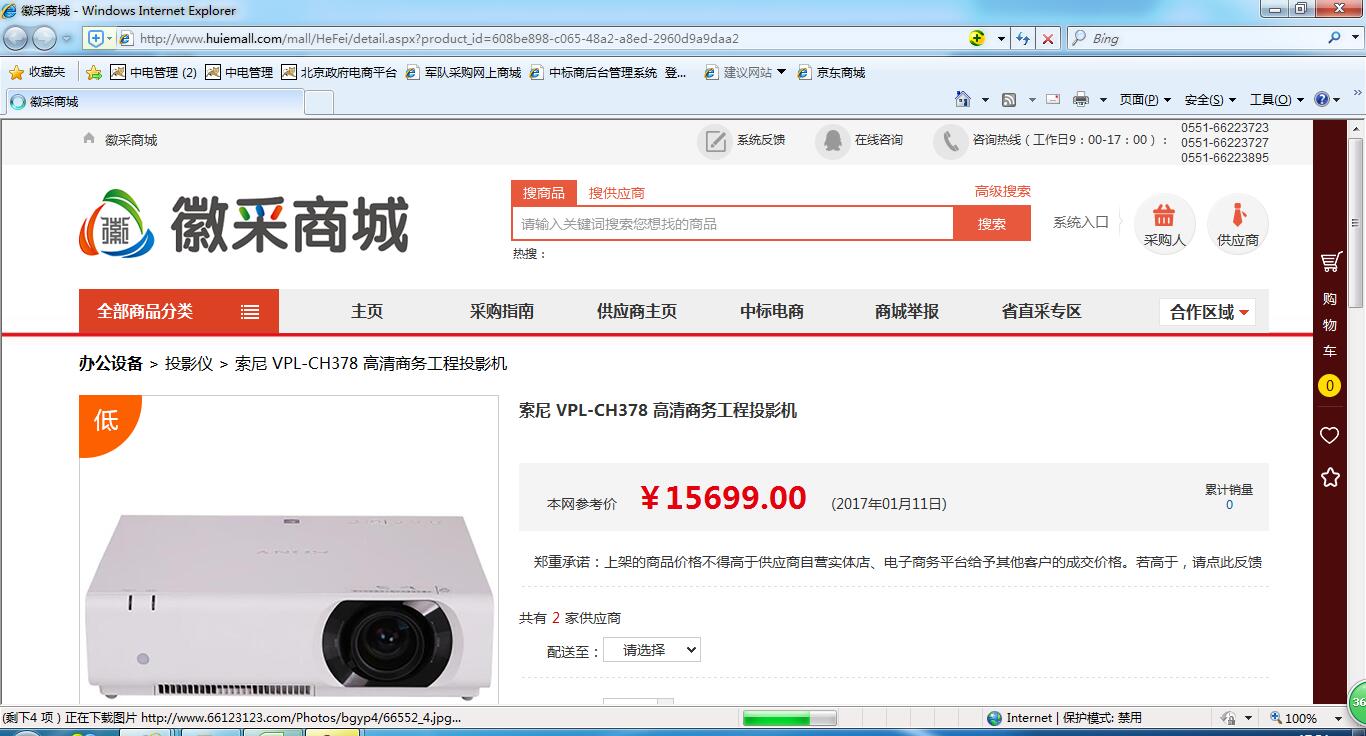 徽采商城 - Windows Internet Explorer
http://www.huiemall.com/mall/HeFei/detail.aspx?product_id=608be898-c065-48a2-a8ed-2960d9a9daa2
Bing
收藏夹 中电管理 (2) 中电管理 北京政府电商平台 军队采购网上商城 中标商后台管理系统 登... 建议网站 京东商城
徽采商城
页面(P) 安全(S) 工具(O)
徽采商城
系统反馈 在线咨询 咨询热线（工作日9：00-17：00）：
0551-66223723
0551-66223727
0551-66223895
徽
徽采商城
搜商品 搜供应商 高级搜索
请输入关键词搜索您想找的商品 搜索
热搜：
系统入口 采购人 供应商
全部商品分类 主页 采购指南 供应商主页 中标电商 商城举报 省直采专区 合作区域
购物车
0
办公设备 > 投影仪 > 索尼 VPL-CH378 高清商务工程投影机
低
索尼 VPL-CH378 高清商务工程投影机
本网参考价 ¥15699.00 (2017年01月11日)
累计销量
0
郑重承诺：上架的商品价格不得高于供应商自营实体店、电子商务平台给予其他客户的成交价格。若高于，请点此反馈
共有 2 家供应商
配送至： 请选择
SONY
(剩下4 项) 正在下载图片 http://www.66123123.com/Photos/bgyp4/66552_4.jpg...
Internet | 保护模式: 禁用
100%
36